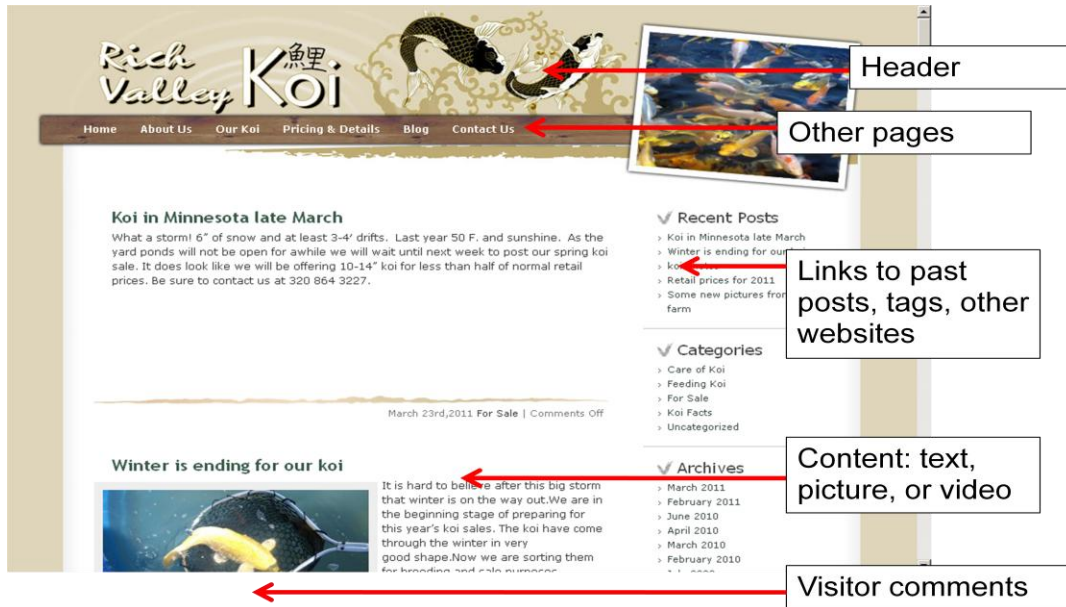 Rich
Valley Koi
鯉
Home About Us Our Koi Pricing & Details Blog Contact Us
Header
Other pages
Koi in Minnesota late March
What a storm! 6" of snow and at least 3-4' drifts. Last year 50 F. and sunshine. As the
yard ponds will not be open for awhile we will wait until next week to post our spring koi
sale. It does look like we will be offering 10-14" koi for less than half of normal retail
prices. Be sure to contact us at 320 864 3227.
March 23rd,2011 For Sale | Comments Off
Winter is ending for our koi
It is hard to believe after this big storm
that winter is on the way out.We are in
the beginning stage of preparing for
this year's koi sales. The koi have come
through the winter in very
good shape.Now we are sorting them
for breeding and sale purposes
Recent Posts
Koi in Minnesota late March
Winter is ending for our koi
Retail prices for 2011
Some new pictures from
farm
Links to past
posts, tags, other
websites
Categories
Care of Koi
Feeding Koi
For Sale
Koi Facts
Uncategorized
Content: text,
picture, or video
Archives
March 2011
February 2011
June 2010
April 2010
March 2010
February 2010
Visitor comments